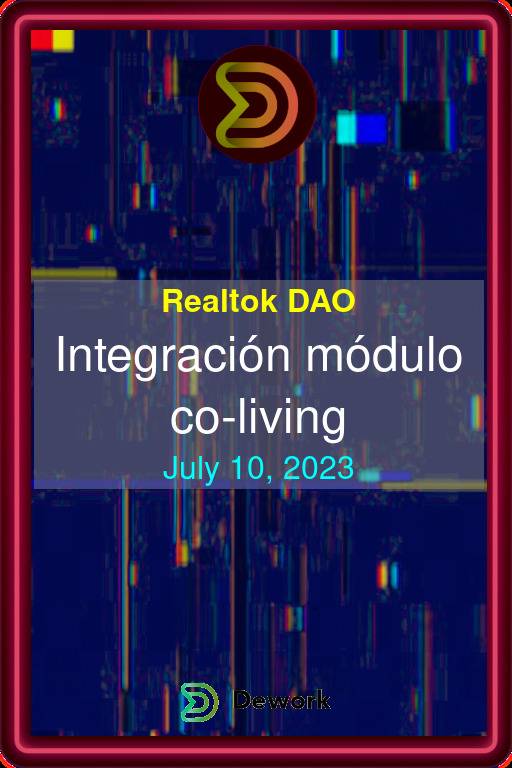 Realtok DAO
Integración módulo
co-living
July 10, 2023
Dework